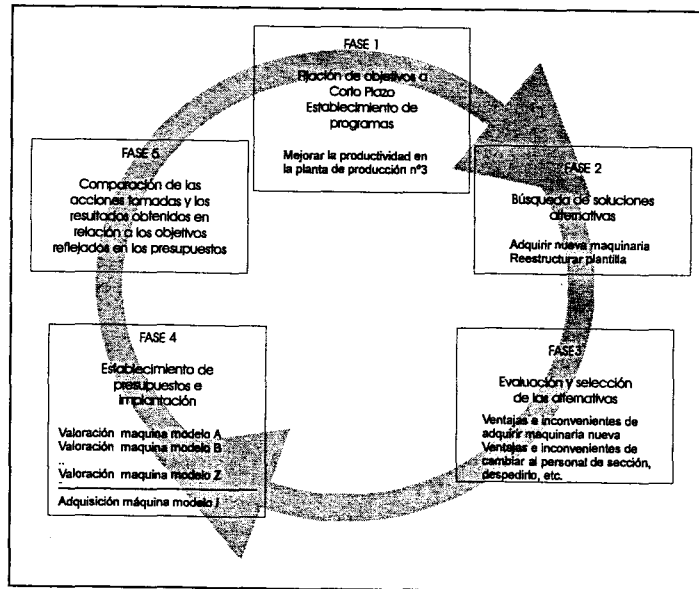 FASE 1
Fijación de objetivos a
Corto Plazo
Establecimiento de
programas
Mejorar la productividad en
la planta de producción nº3
FASE 2
Búsqueda de soluciones
alternativas
Adquirir nueva maquinaria
Reestructurar plantilla
FASE3
Evaluación y selección
de las alternativas
Ventajas e inconvenientes de
adquirir maquinaria nueva
Ventajas e inconvenientes de
cambiar al personal de sección,
despedirlo, etc.
FASE 4
Establecimiento de
presupuestos e
implantación
Valoración maquina modelo A
Valoración maquina modelo B
..
Valoración maquina modelo Z
Adquisición máquina modelo
FASE 5
Comparación de las
acciones tomadas y los
resultados obtenidos en
relación a los objetivos
reflejados en los presupuestos